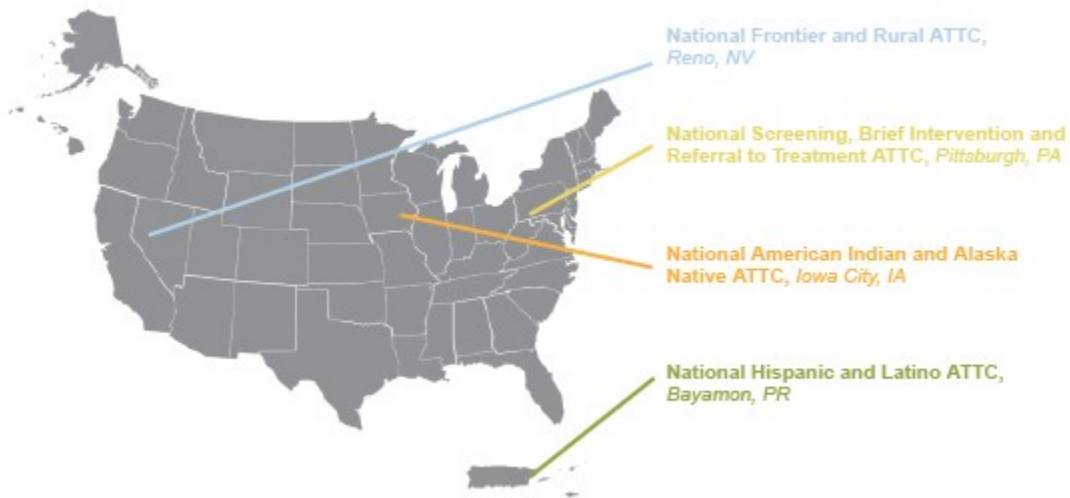 National Frontier and Rural ATTC,
Reno, NV
National Screening, Brief Intervention and
Referral to Treatment ATTC, Pittsburgh, PA
National American Indian and Alaska
Native ATTC, Iowa City, IA
National Hispanic and Latino ATTC,
Bayamon, PR